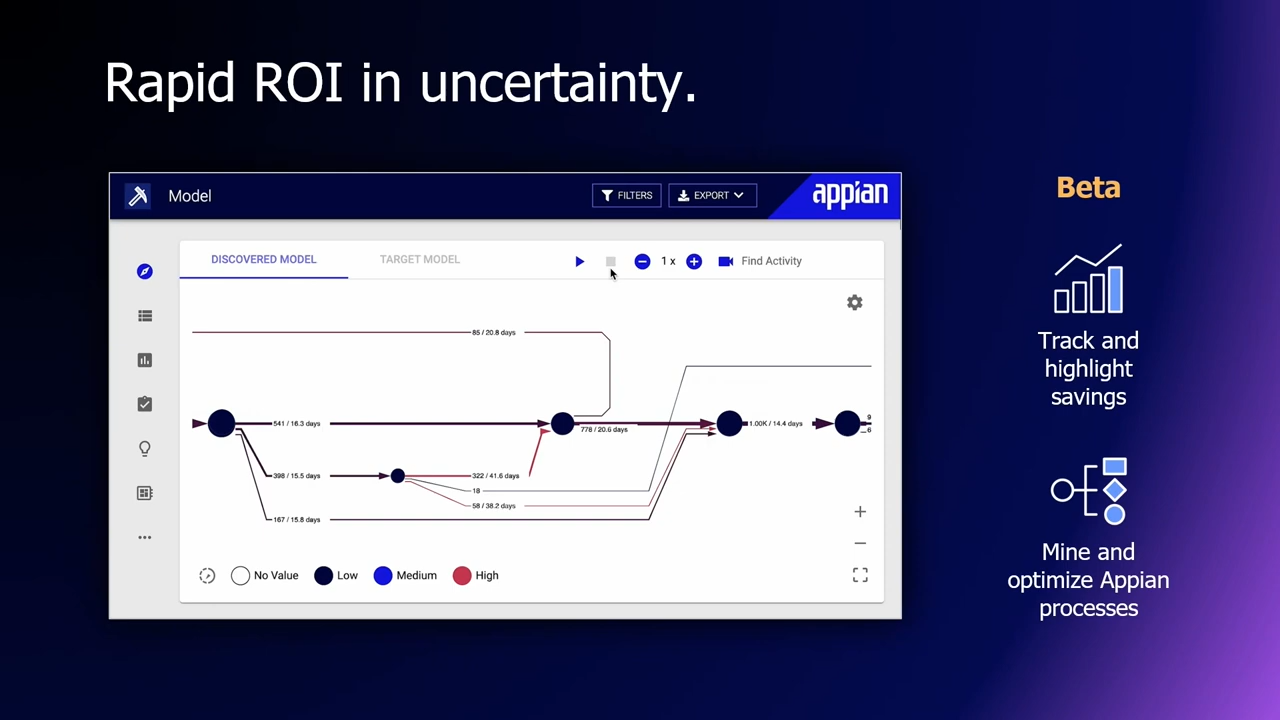 Rapid ROI in uncertainty.
Model
FILTERS
EXPORT
appian
Beta
DISCOVERED MODEL
TARGET MODEL
1 x
Find Activity
85 / 20.8 days
541 / 16.3 days
778 / 20.6 days
1.00K / 14.4 days
9
6
398 / 15.5 days
322 / 41.6 days
18
58 / 38.2 days
167 / 15.8 days
No Value
Low
Medium
High
Track and
highlight
savings
Mine and
optimize Appian
processes